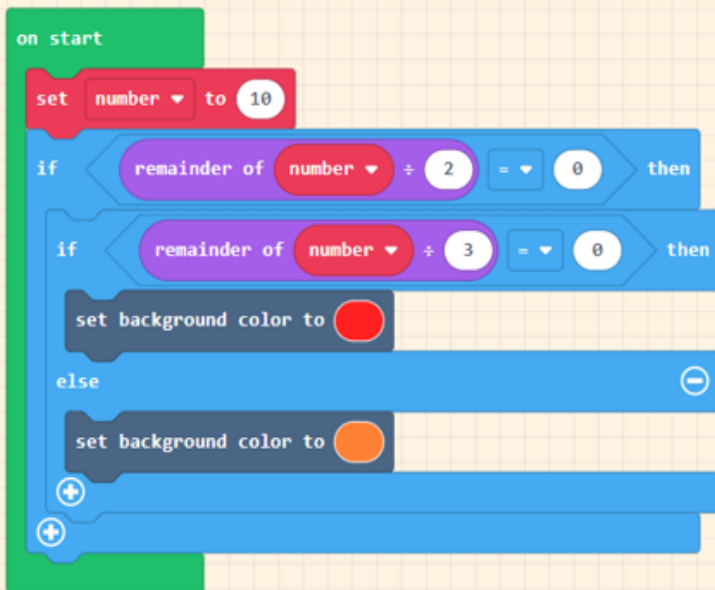 on start
set number to 10
if remainder of number ÷ 2 = 0 then
if remainder of number ÷ 3 = 0 then
set background color to
else
set background color to